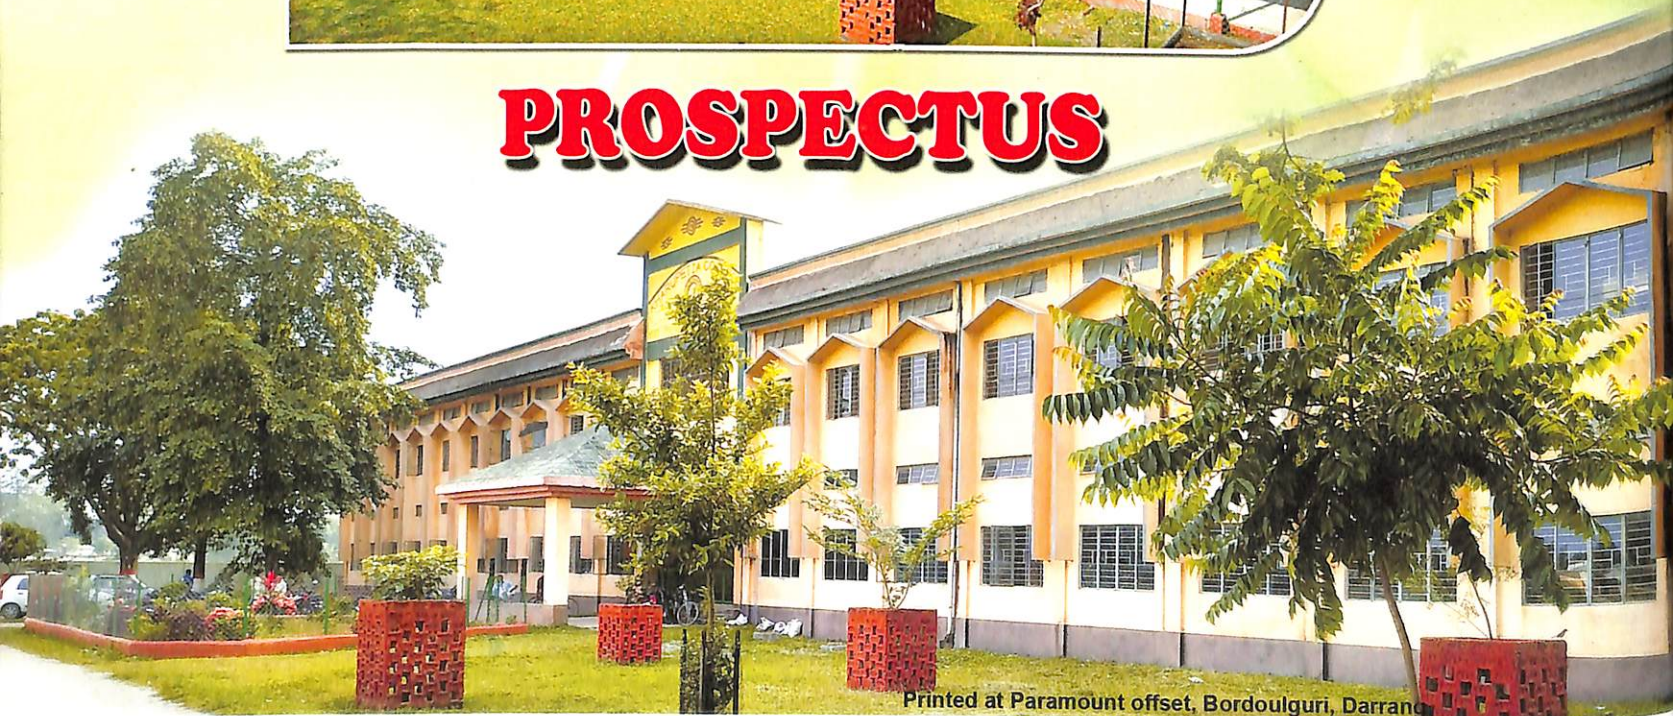 PROSPECTUS
Printed at Paramount offset, Bordoulguri, Darrang